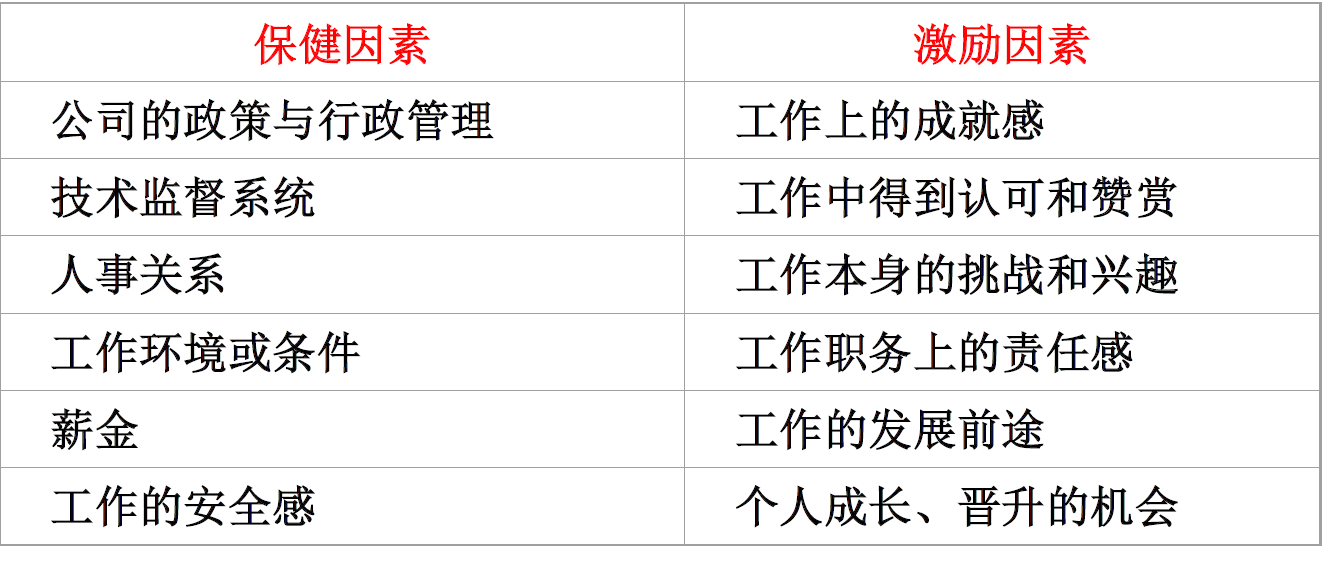 保健因素 激励因素
公司的政策与行政管理 工作上的成就感
技术监督系统 工作中得到认可和赞赏
人事关系 工作本身的挑战和兴趣
工作环境或条件 工作职务上的责任感
薪金 工作的发展前途
工作的安全感 个人成长、晋升的机会